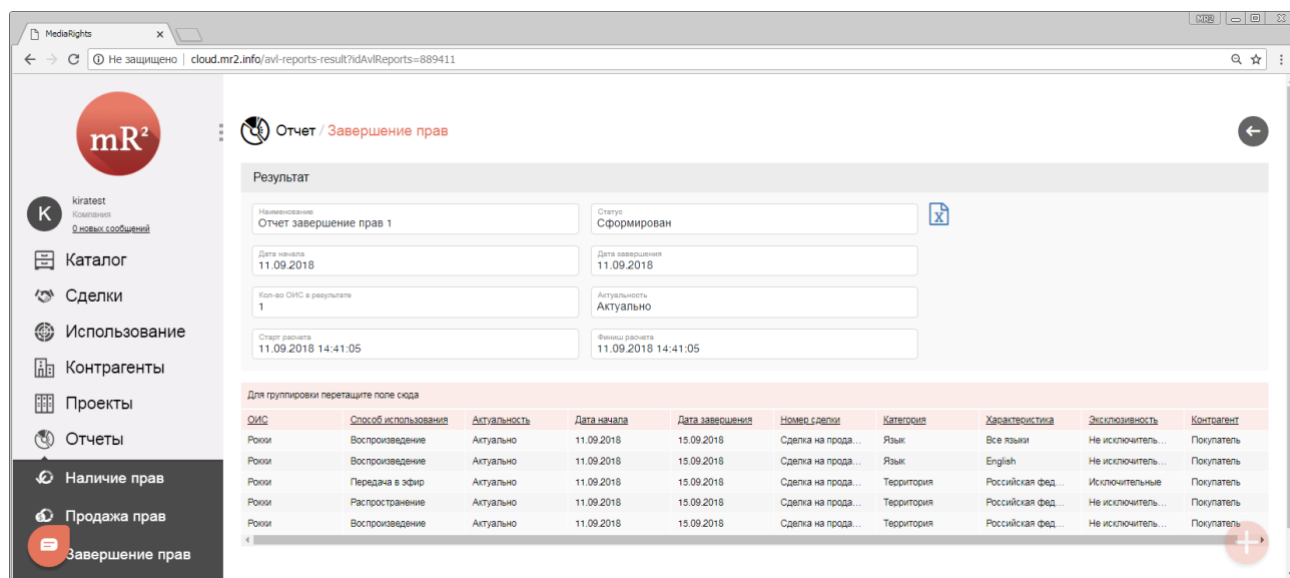 MediaRights
Не защищено | cloud.mr2.info/avl-reports-result?idAvlReports=889411
mR²
Отчет / Завершение прав
K
kiratest
Компания
0 новых сообщений
Каталог
Сделки
Использование
Контрагенты
Проекты
Отчеты
Наличие прав
Продажа прав
Завершение прав
Результат
Наименование
Отчет завершение прав 1
Статус
Сформирован
Дата начала
11.09.2018
Дата завершения
11.09.2018
Кол-во ОИС в результате
1
Актуальность
Актуально
Старт расчета
11.09.2018 14:41:05
Финиш расчета
11.09.2018 14:41:05
Для группировки перетащите поле сюда
ОИС Способ использования Актуальность Дата начала Дата завершения Номер сделки Категория Характеристика Эксклюзивность Контрагент
Рокки Воспроизведение Актуально 11.09.2018 15.09.2018 Сделка на прода... Язык Все языки Не исключитель... Покупатель
Рокки Воспроизведение Актуально 11.09.2018 15.09.2018 Сделка на прода... Язык English Не исключитель... Покупатель
Рокки Передача в эфир Актуально 11.09.2018 15.09.2018 Сделка на прода... Территория Российская фед... Исключительные Покупатель
Рокки Распространение Актуально 11.09.2018 15.09.2018 Сделка на прода... Территория Российская фед... Не исключитель... Покупатель
Рокки Воспроизведение Актуально 11.09.2018 15.09.2018 Сделка на прода... Территория Российская фед... Не исключитель... Покупатель